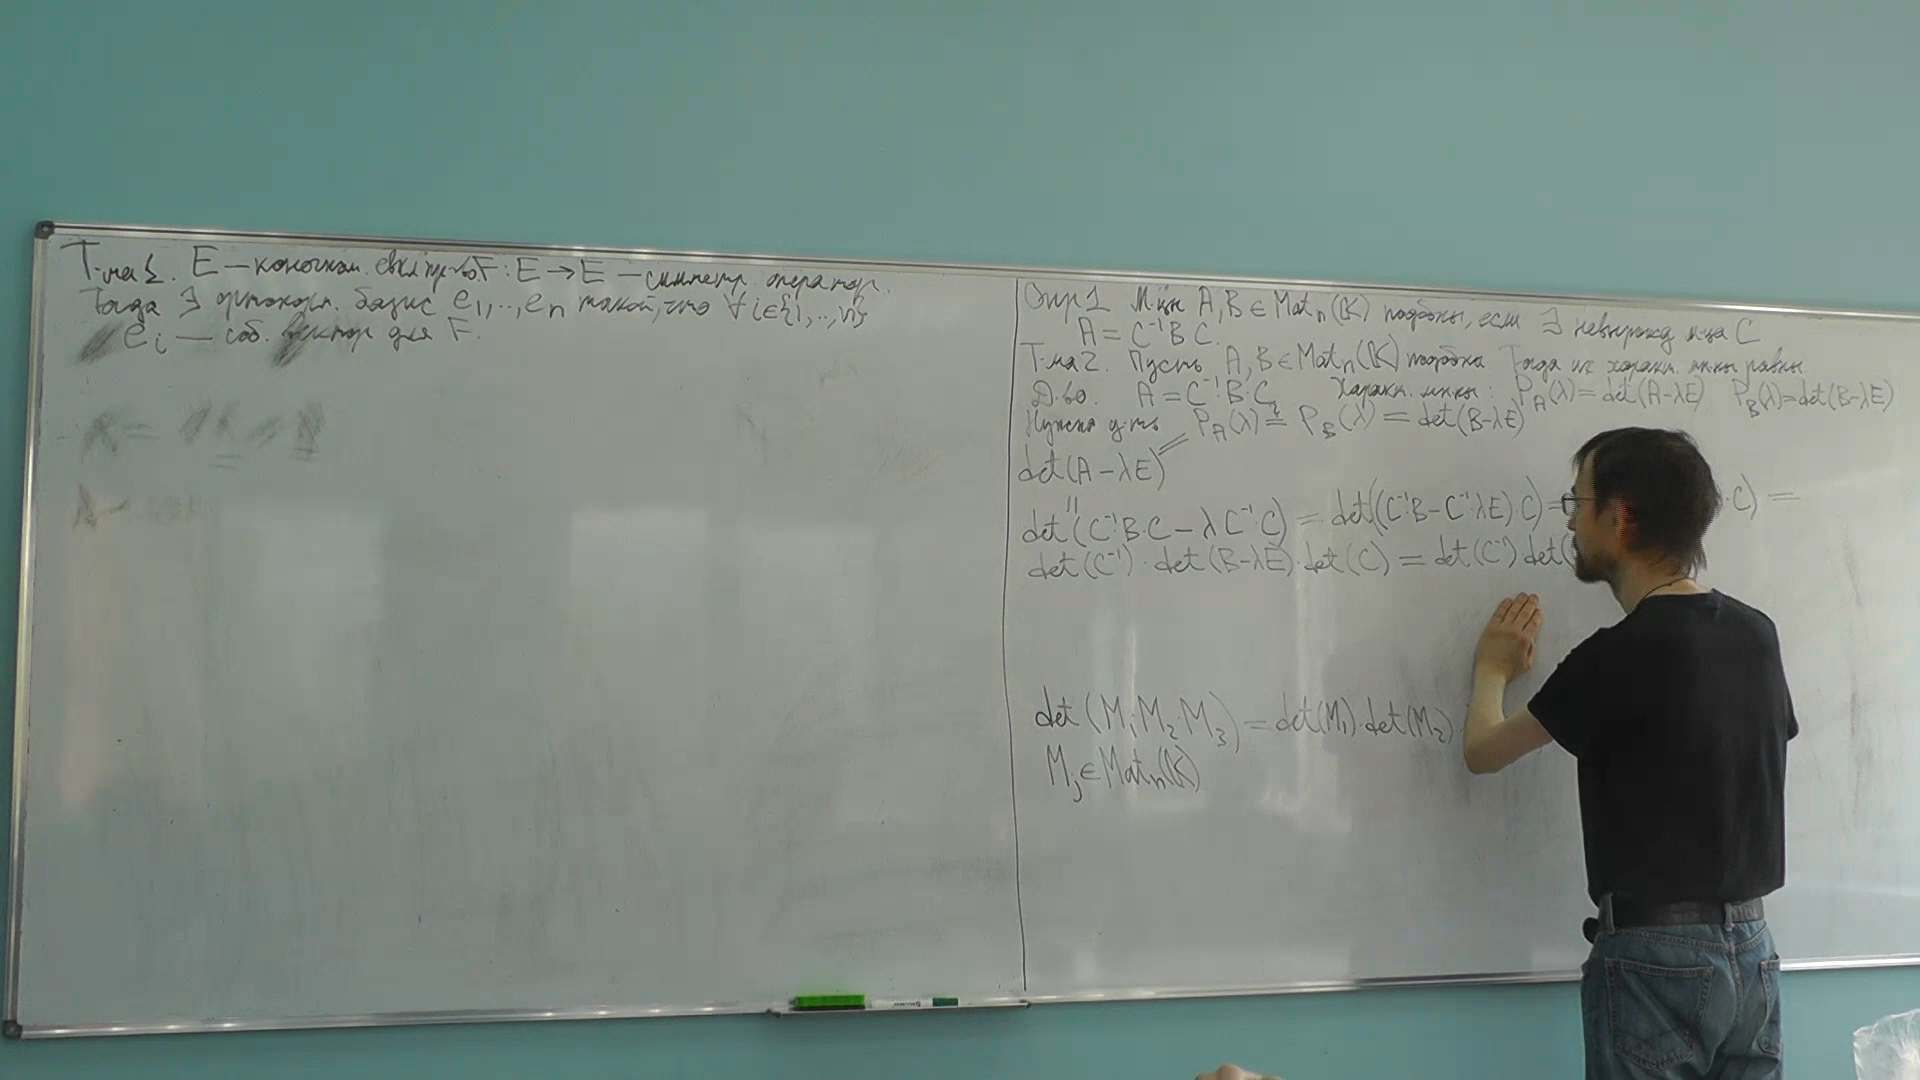 Т-ма 1. E — конечном. евкл. пр-во F : E → E — симметр. оператор.
Тогда ∃ ортонорм. базис e₁,..,eₙ такой, что ∀ i∈{1,..,n}
eᵢ — соб. вектор для F.
Опр 1 М-цы A, B ∈ Matₙ(K) подобны, если ∃ невырожд м-ца C
A = C⁻¹BC.
Т-ма 2. Пусть A, B ∈ Matₙ(K) подобны Тогда их характ. мн-ны равны.
Д-во. A = C⁻¹·B·C, Характ. мн-ны : P_A(λ) = det(A-λE) P_B(λ)=det(B-λE)
Нужно д-ть P_A(λ) ≟ P_B(λ) = det(B-λE)
det(A-λE)
det(C⁻¹B·C - λC⁻¹·C) = det((C⁻¹B - C⁻¹λE)·C) = ·C) =
det(C⁻¹)·det(B-λE)·det(C) = det(C⁻¹) det(
det(M₁M₂M₃) = det(M₁)·det(M₂)
Mⱼ∈Matₙ(K)